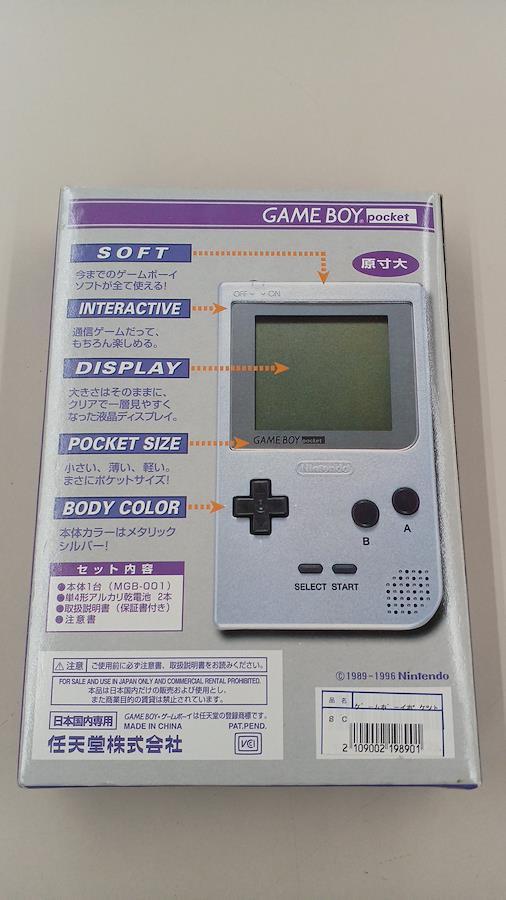 GAME BOY® pocket
SOFT
今までのゲームボーイ
ソフトが全て使える!
原寸大
OFF ON
INTERACTIVE
通信ゲームだって、
もちろん楽しめる。
DISPLAY
大きさはそのままに、
クリアで一層見やすく
なった液晶ディスプレイ。
GAME BOY pocket
POCKET SIZE
小さい、薄い、軽い。
まさにポケットサイズ!
Nintendo
BODY COLOR
本体カラーはメタリック
シルバー!
B
A
SELECT START
セット内容
●本体1台(MGB-001)
●単4形アルカリ乾電池 2本
●取扱説明書(保証書付き)
●注意書
⚠注意 ご使用前に必ず注意書、取扱説明書をお読みください。
FOR SALE AND USE IN JAPAN ONLY AND COMMERCIAL RENTAL PROHIBITED.
本品は日本国内だけの販売および使用とし、
また商業目的の賃貸は禁止されています。
日本国内専用
GAME BOY・ゲームボーイは任天堂の登録商標です。
MADE IN CHINA PAT.PEND.
任天堂株式会社
VCI
©1989-1996 Nintendo
品名 ゲームボーイポケット
8 C
2 109002 198901